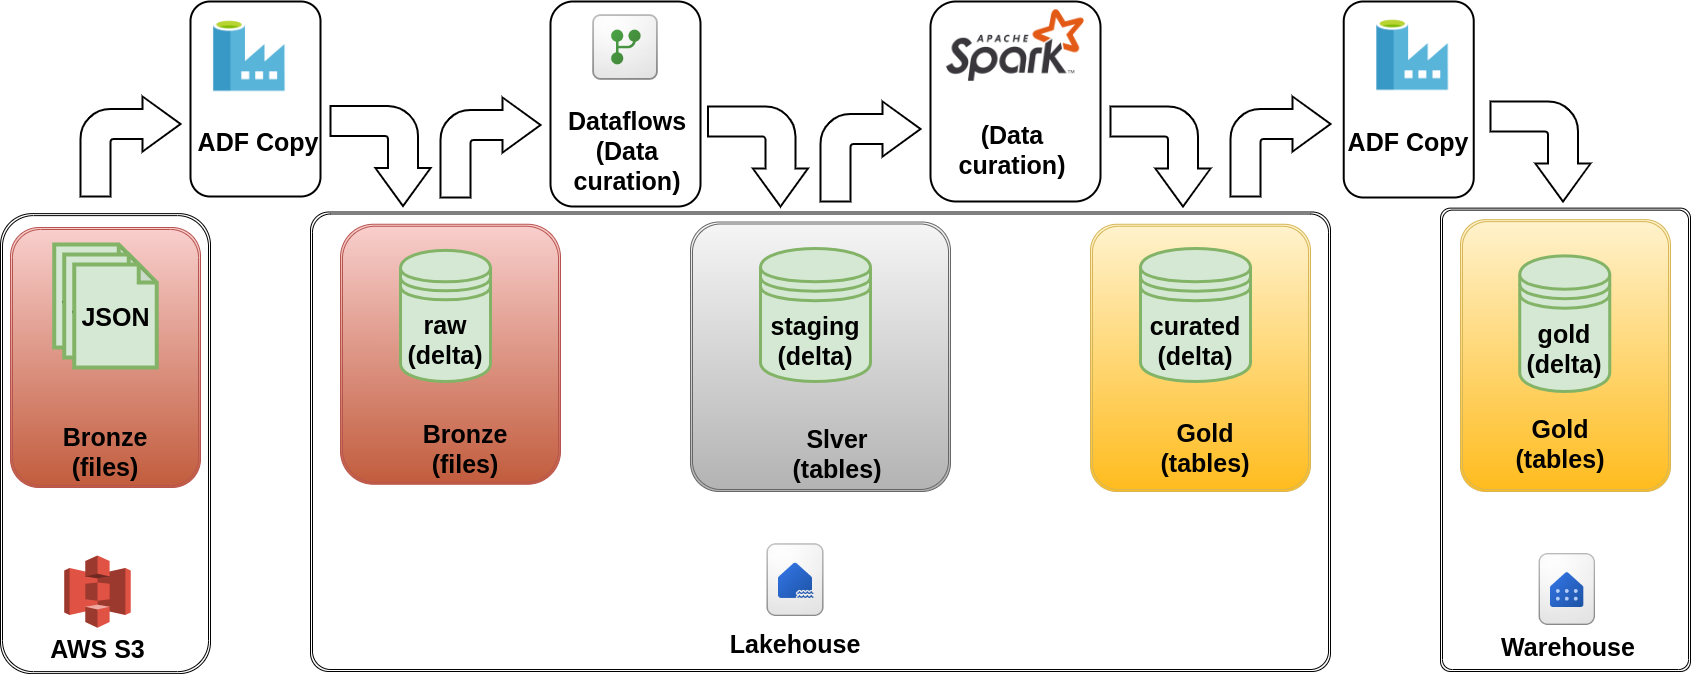 ADF Copy
Dataflows
(Data
curation)
APACHE
Spark™
(Data
curation)
ADF Copy
JSON
Bronze
(files)
AWS S3
raw
(delta)
Bronze
(files)
staging
(delta)
Slver
(tables)
curated
(delta)
Gold
(tables)
Lakehouse
gold
(delta)
Gold
(tables)
Warehouse